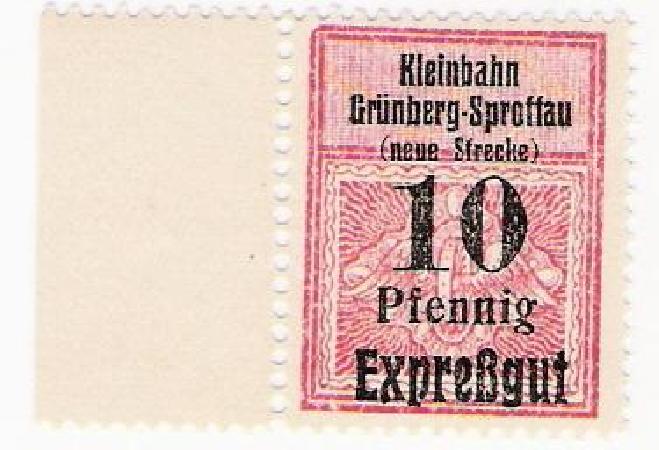 Kleinbahn
Grünberg-Sprottau
(neue Strecke)
10
Pfennig
Expreßgut